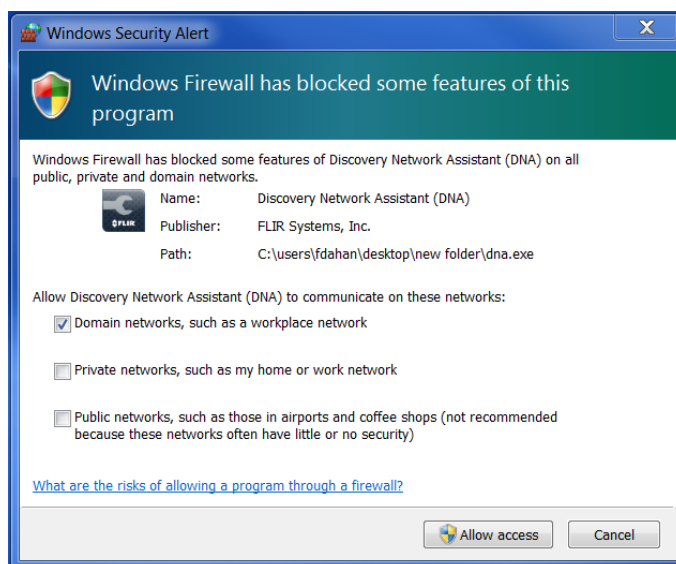 Windows Security Alert
X
Windows Firewall has blocked some features of this
program
Windows Firewall has blocked some features of Discovery Network Assistant (DNA) on all
public, private and domain networks.
Name: Discovery Network Assistant (DNA)
FLIR
Publisher: FLIR Systems, Inc.
Path: C:\users\fdahan\desktop\new folder\dna.exe
Allow Discovery Network Assistant (DNA) to communicate on these networks:
Domain networks, such as a workplace network
Private networks, such as my home or work network
Public networks, such as those in airports and coffee shops (not recommended
because these networks often have little or no security)
What are the risks of allowing a program through a firewall?
Allow access Cancel